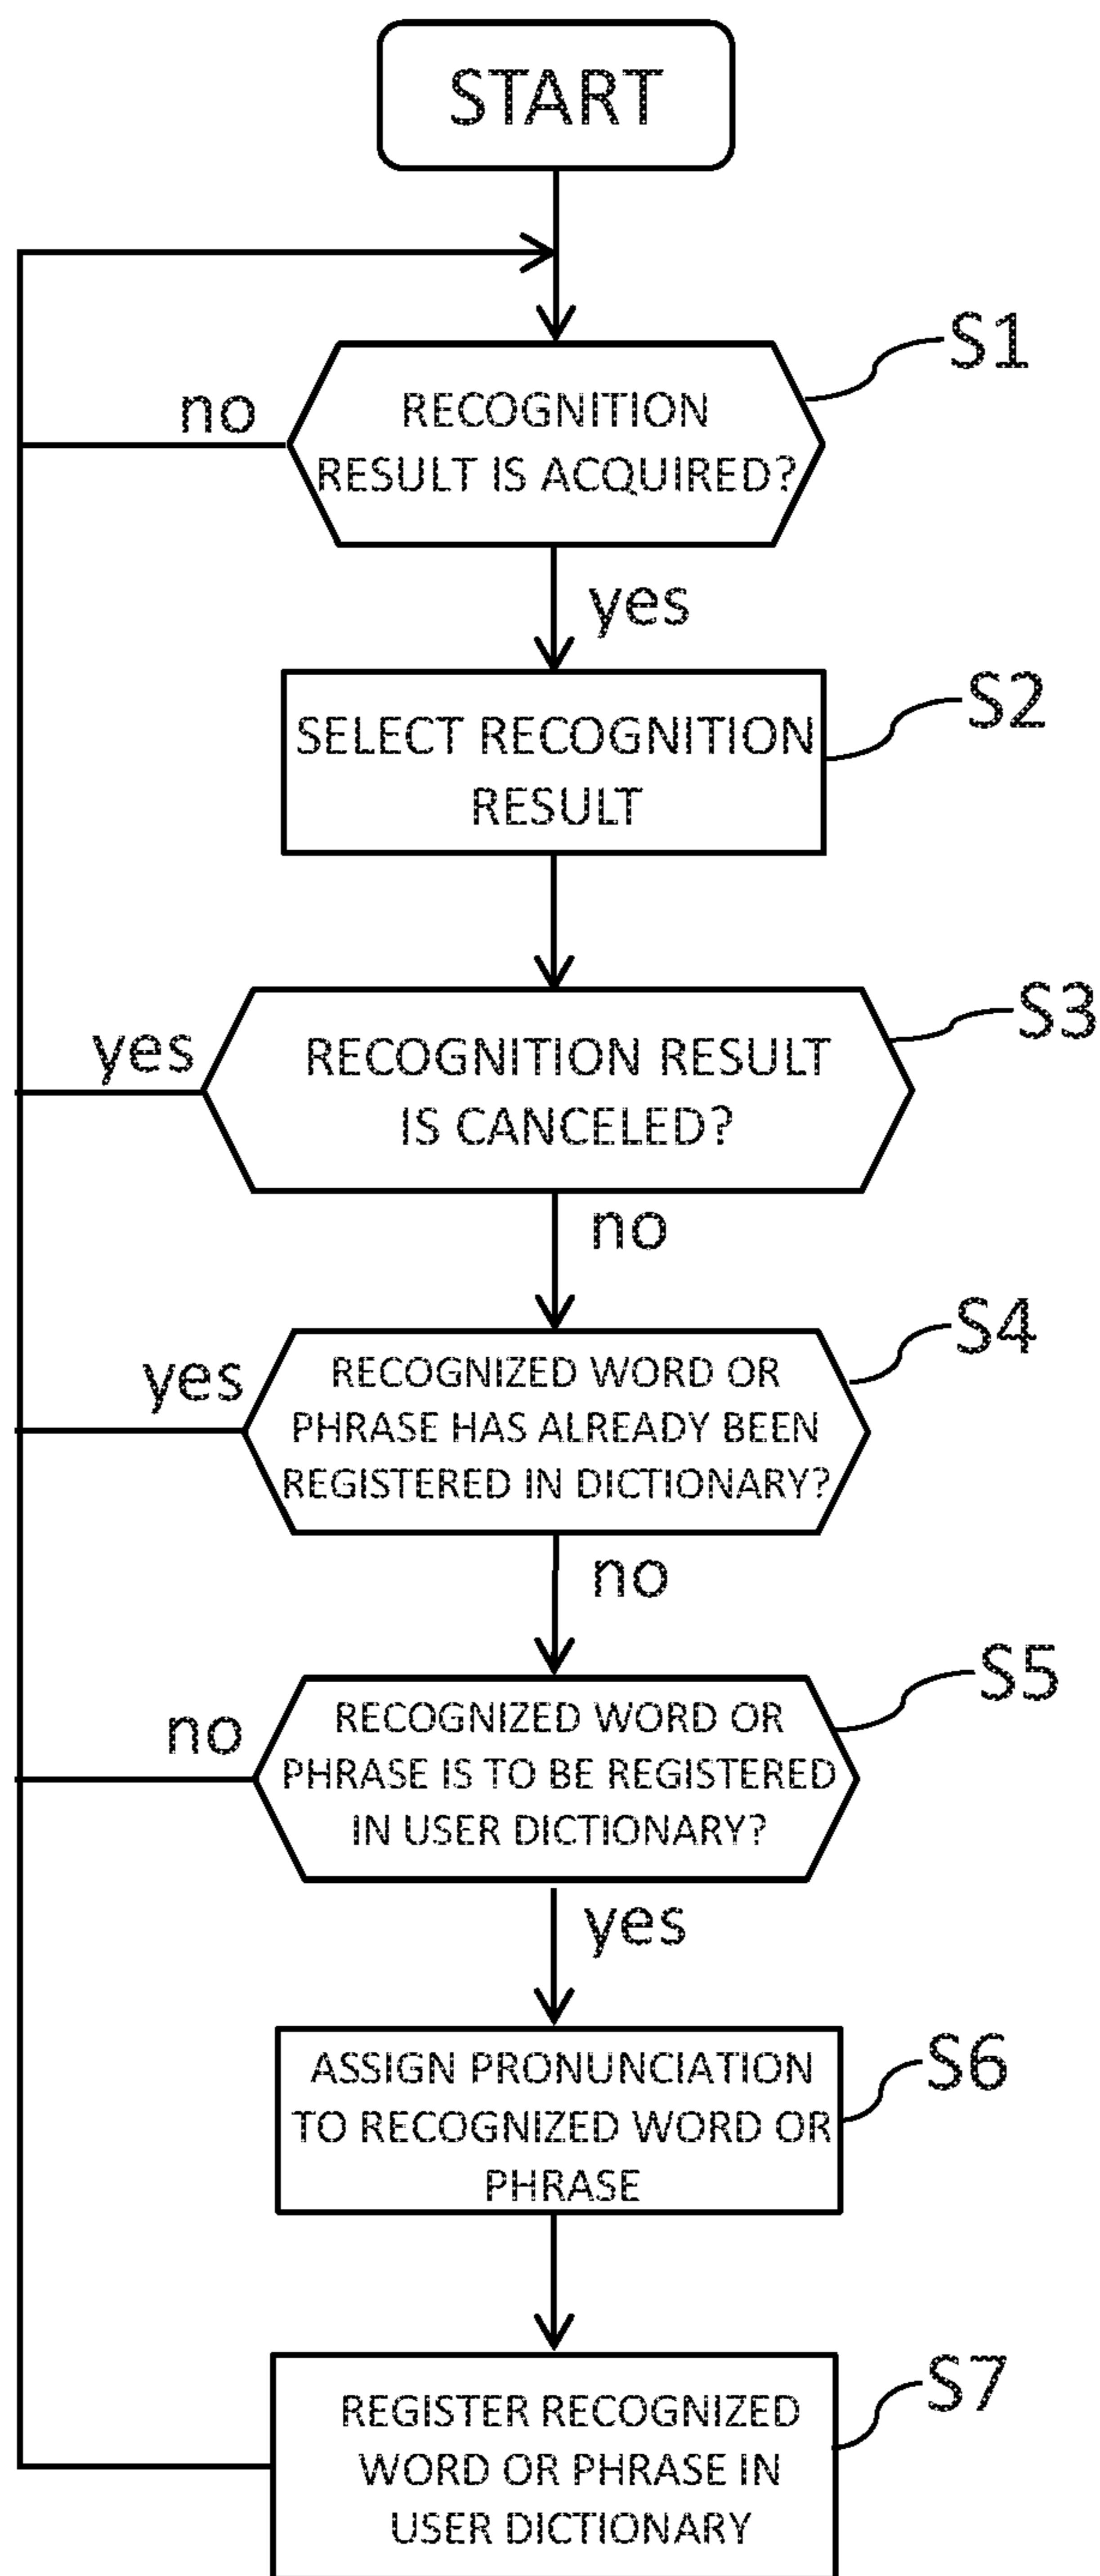 START
S1
no
RECOGNITION
RESULT IS ACQUIRED?
yes
S2
SELECT RECOGNITION
RESULT
S3
yes
RECOGNITION RESULT
IS CANCELED?
no
S4
yes
RECOGNIZED WORD OR
PHRASE HAS ALREADY BEEN
REGISTERED IN DICTIONARY?
no
S5
no
RECOGNIZED WORD OR
PHRASE IS TO BE REGISTERED
IN USER DICTIONARY?
yes
S6
ASSIGN PRONUNCIATION
TO RECOGNIZED WORD OR
PHRASE
S7
REGISTER RECOGNIZED
WORD OR PHRASE IN
USER DICTIONARY